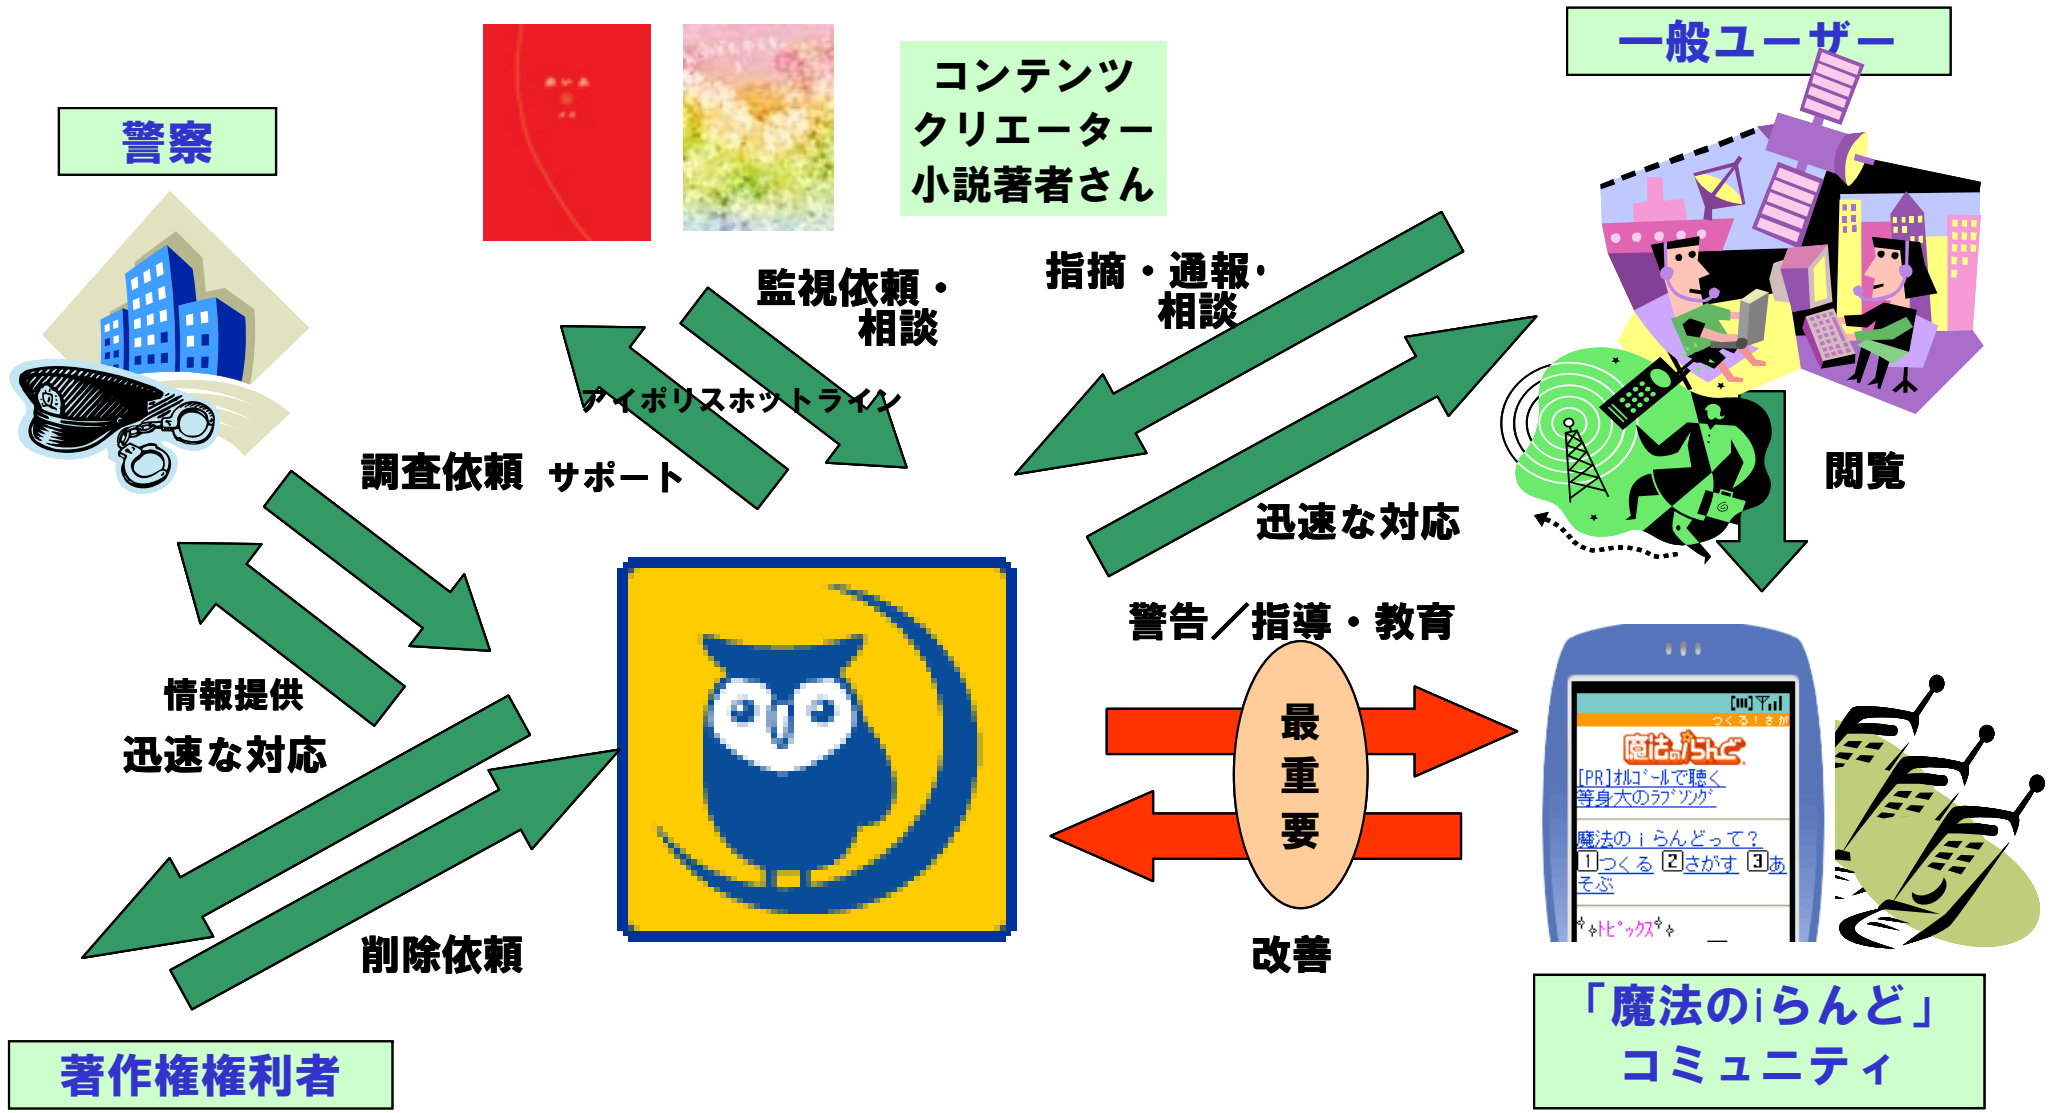 一般ユーザー
コンテンツ
クリエーター
小説著者さん
警察
監視依頼・
相談
指摘・通報・
相談
アイポリスホットライン
調査依頼
サポート
閲覧
迅速な対応
警告／指導・教育
情報提供
迅速な対応
最
重
要
つくる！さが
魔法のiらんど
[PR]ｵﾙｺﾞｰﾙで聴く
等身大のﾗﾌﾞｿﾝｸﾞ
魔法のｉらんどって？
1つくる 2さがす 3あ
そぶ
ﾄﾋﾟｯｸｽ
削除依頼
改善
「魔法のiらんど」
コミュニティ
著作権権利者